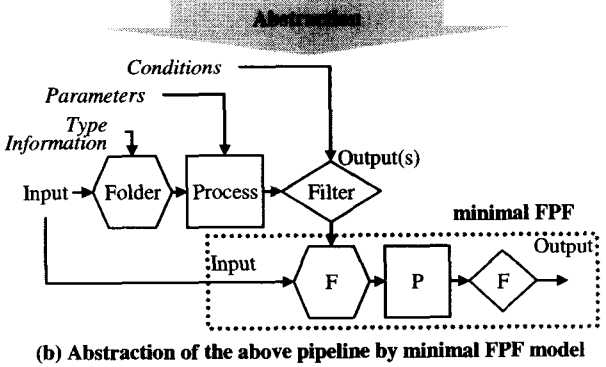 Abstraction
Conditions
Parameters
Type
Information
Output(s)
Input
Folder
Process
Filter
minimal FPF
Input
Output
F
P
F
(b) Abstraction of the above pipeline by minimal FPF model